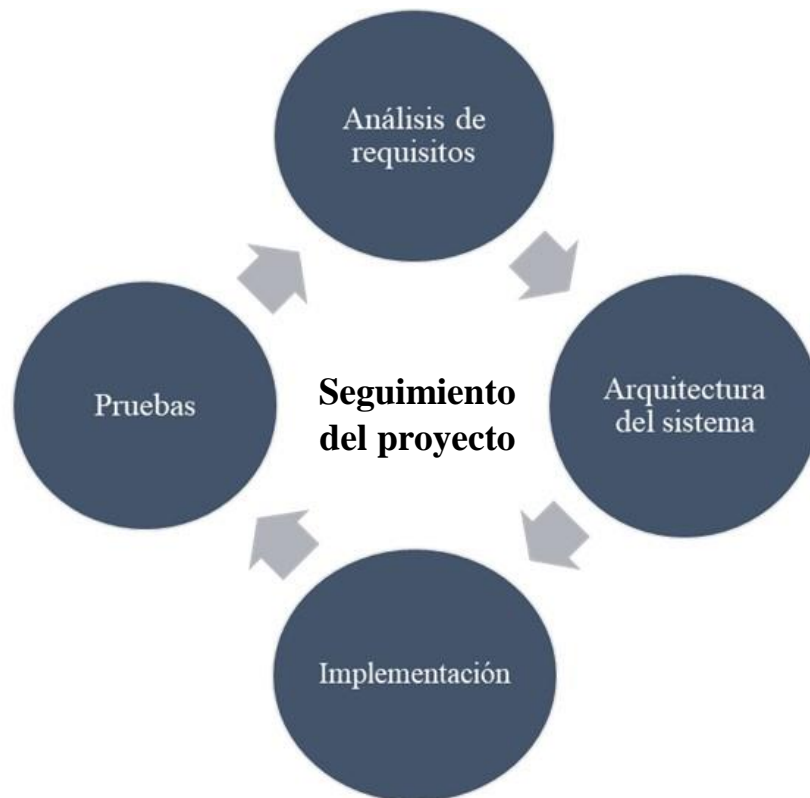 Análisis de
requisitos
Arquitectura
del sistema
Implementación
Pruebas
Seguimiento
del proyecto